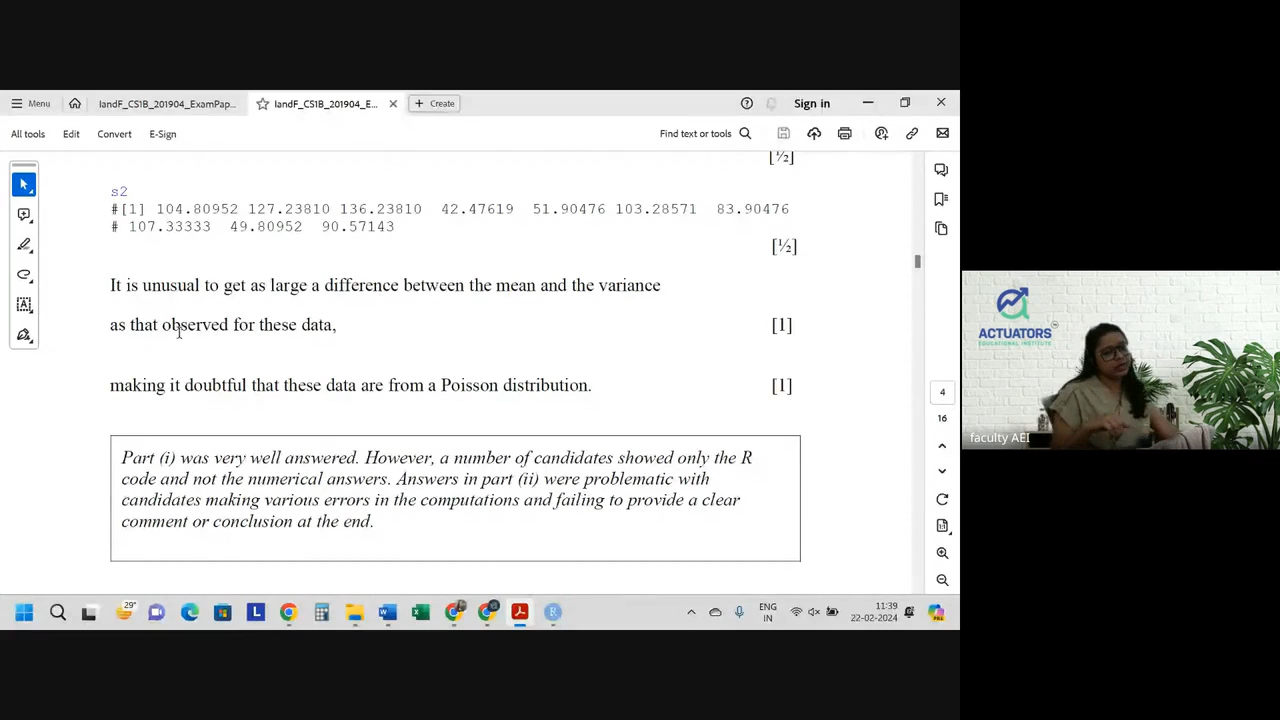 Menu
IandF_CS1B_201904_ExamPap...
IandF_CS1B_201904_E...
Create
Sign in
All tools
Edit
Convert
E-Sign
Find text or tools
[½]
s2
#[1] 104.80952 127.23810 136.23810 42.47619 51.90476 103.28571 83.90476
# 107.33333 49.80952 90.57143
[½]
It is unusual to get as large a difference between the mean and the variance
as that observed for these data,
[1]
making it doubtful that these data are from a Poisson distribution.
[1]
Part (i) was very well answered. However, a number of candidates showed only the R
code and not the numerical answers. Answers in part (ii) were problematic with
candidates making various errors in the computations and failing to provide a clear
comment or conclusion at the end.
4
16
ACTUATORS
EDUCATIONAL INSTITUTE
faculty AEI
29°
ENG
IN
11:39
22-02-2024